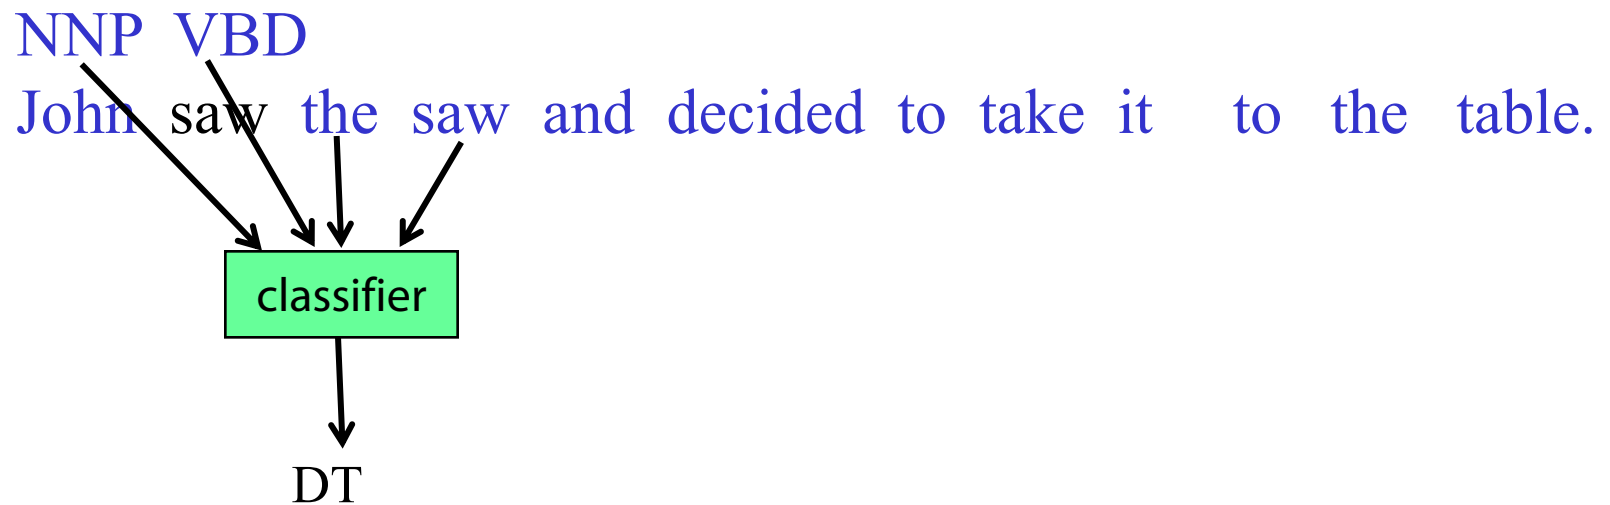 NNP VBD
John saw the saw and decided to take it to the table.
classifier
DT